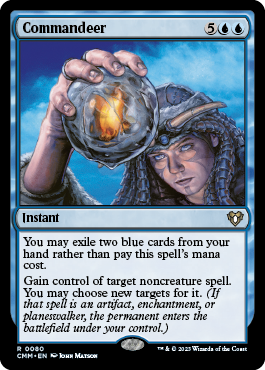 Commandeer 5
Instant
You may exile two blue cards from your
hand rather than pay this spell's mana
cost.
Gain control of target noncreature spell.
You may choose new targets for it. (If
that spell is an artifact, enchantment, or
planeswalker, the permanent enters the
battlefield under your control.)
R 0080
CMM • EN John Matson
™ & © 2023 Wizards of the Coast